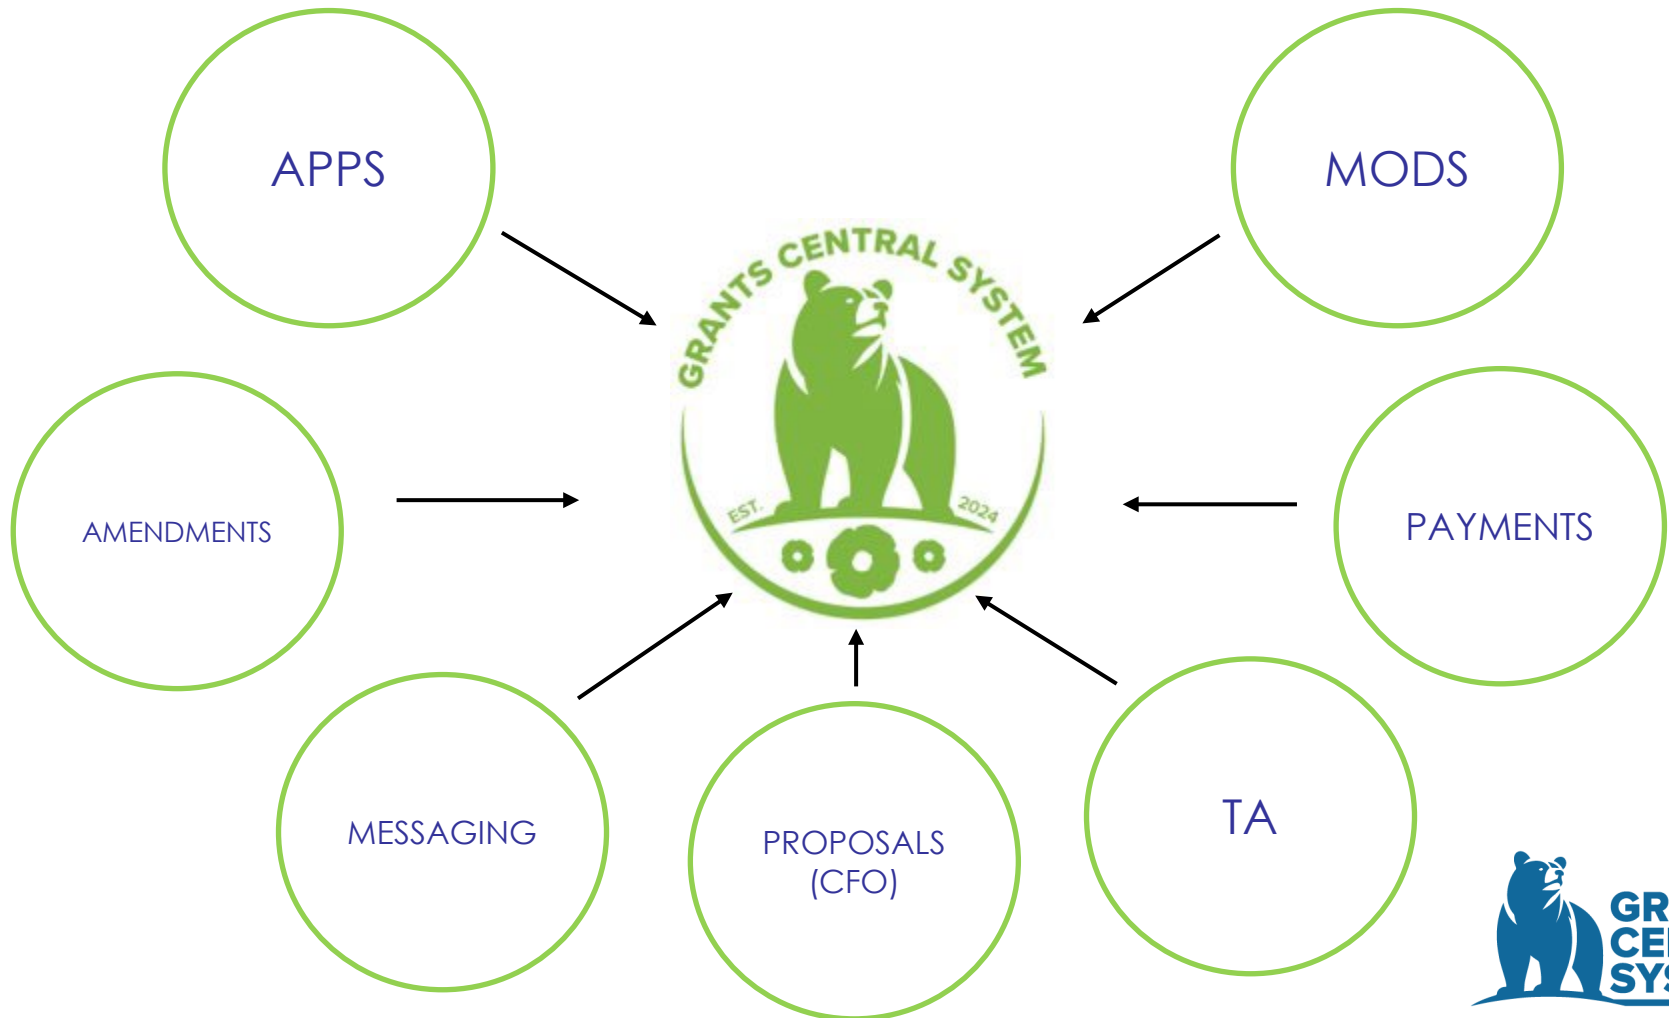 APPS
MODS
GRANTS CENTRAL SYSTEM
EST. 2024
AMENDMENTS
PAYMENTS
MESSAGING
PROPOSALS
(CFO)
TA